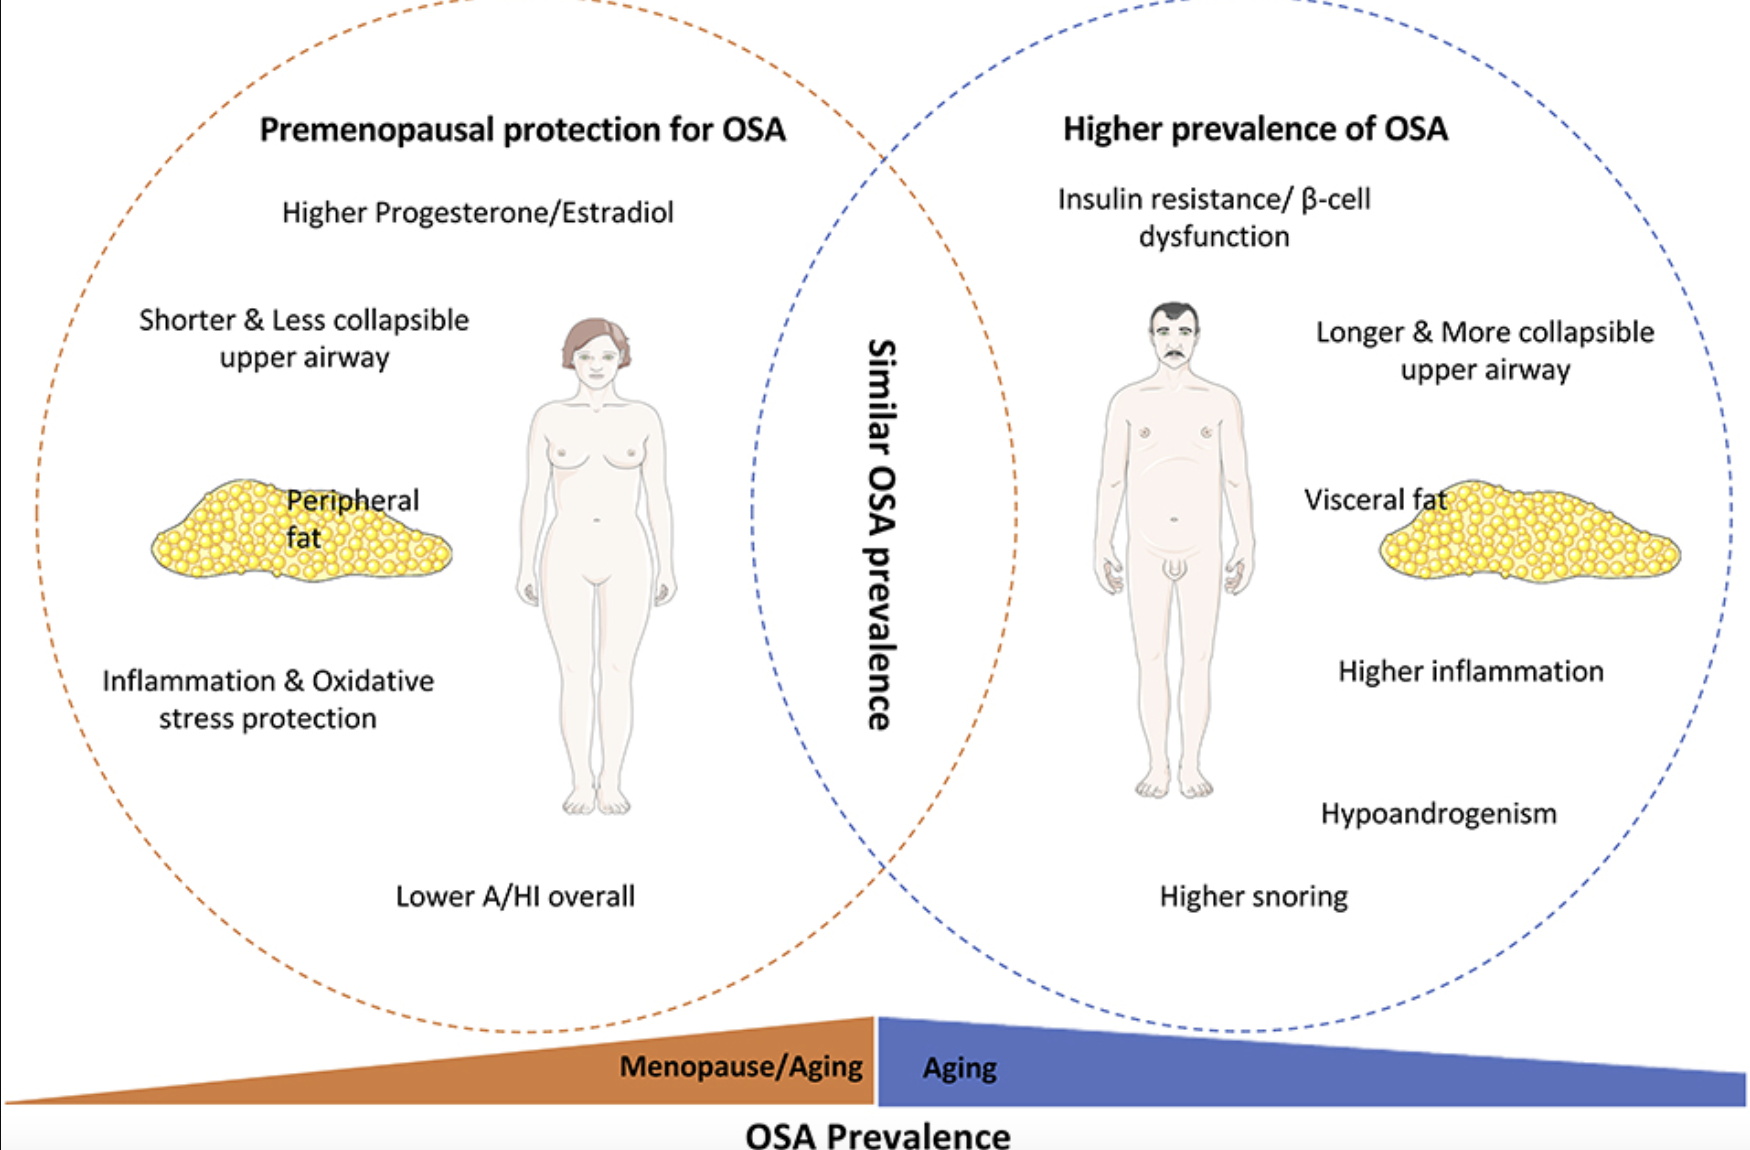 Premenopausal protection for OSA
Higher Progesterone/Estradiol
Shorter & Less collapsible
upper airway
Peripheral
fat
Inflammation & Oxidative
stress protection
Lower A/HI overall
Similar OSA prevalence
Higher prevalence of OSA
Insulin resistance/ β-cell
dysfunction
Longer & More collapsible
upper airway
Visceral fat
Higher inflammation
Hypoandrogenism
Higher snoring
Menopause/Aging
Aging
OSA Prevalence